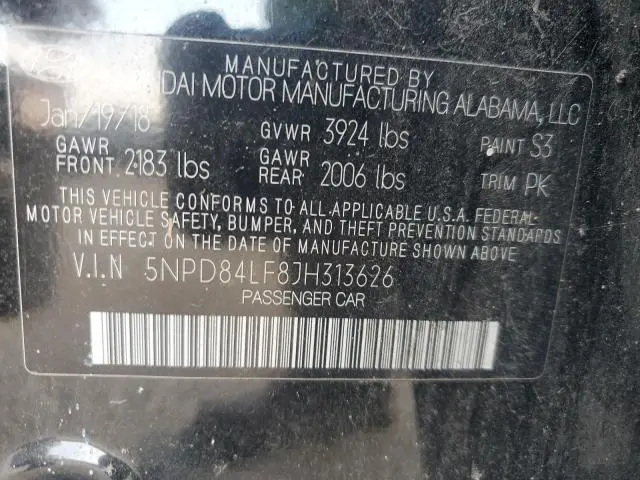 MANUFACTURED BY
HYUNDAI MOTOR MANUFACTURING ALABAMA, LLC
Jan/19/18 GVWR 3924 lbs PAINT S3
GAWR FRONT 2183 lbs GAWR REAR 2006 lbs TRIM PK
THIS VEHICLE CONFORMS TO ALL APPLICABLE U.S.A. FEDERAL
MOTOR VEHICLE SAFETY, BUMPER, AND THEFT PREVENTION STANDARDS
IN EFFECT ON THE DATE OF MANUFACTURE SHOWN ABOVE
V.I.N 5NPD84LF8JH313626
PASSENGER CAR